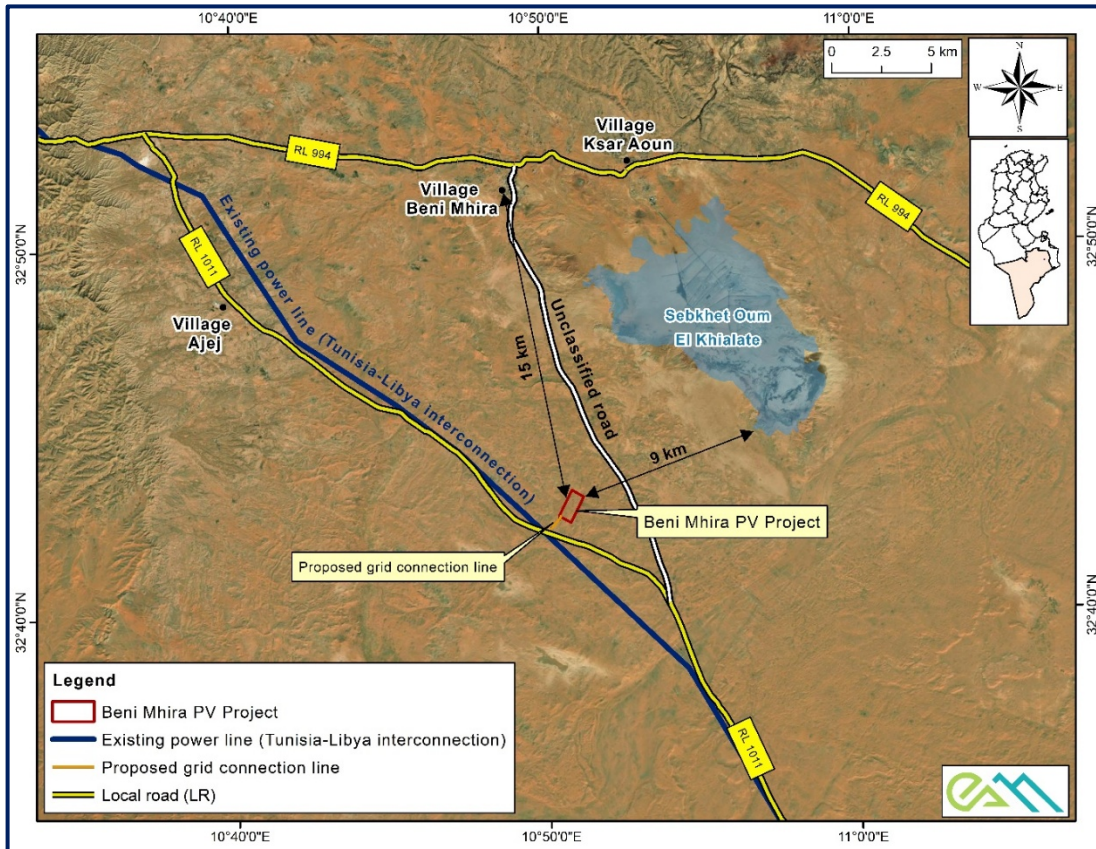 10°40'0"E
10°50'0"E
11°0'0"E
0 2.5 5 km
N
W E
S
Village
Ksar Aoun
RL 994
Village
Beni Mhira
RL 994
32°50'0"N
32°50'0"N
Existing power line (Tunisia-Libya interconnection)
RL 1011
Village
Ajej
Sebkhet Oum
El Khialate
Unclassified road
15 km
9 km
Beni Mhira PV Project
Proposed grid connection line
32°40'0"N
32°40'0"N
RL 1011
Legend
Beni Mhira PV Project
Existing power line (Tunisia-Libya interconnection)
Proposed grid connection line
Local road (LR)
10°40'0"E
10°50'0"E
11°0'0"E